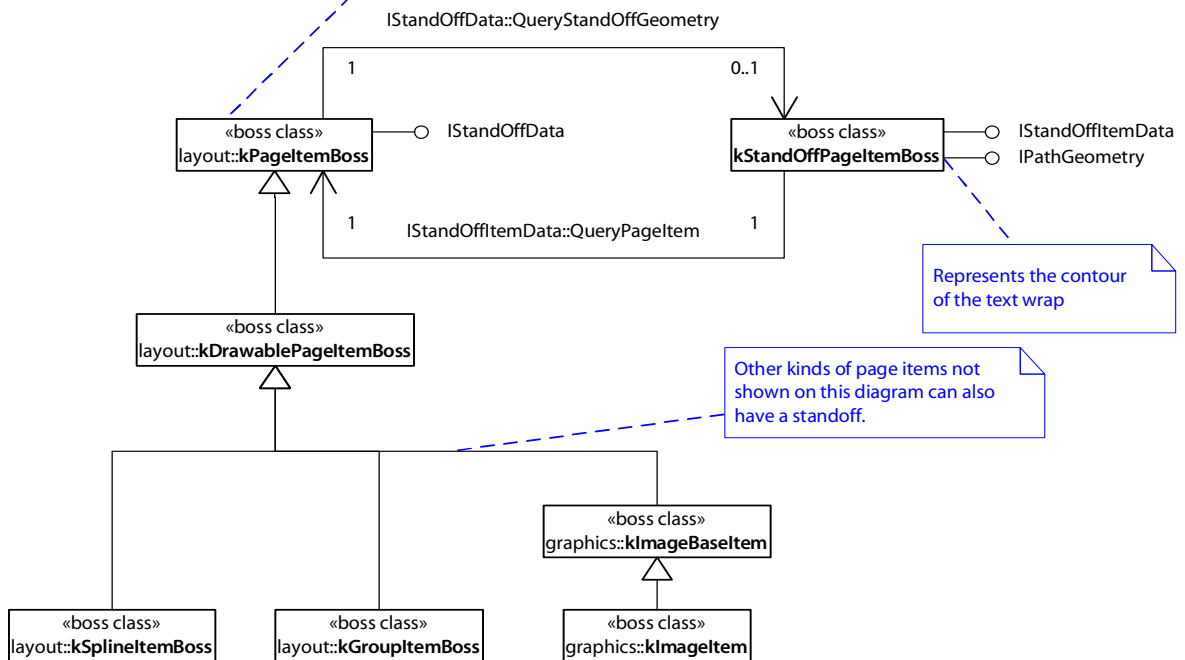 IStandOffData::QueryStandOffGeometry
1
0..1
«boss class»
layout::kPageItemBoss
IStandOffData
«boss class»
kStandOffPageItemBoss
IStandOffItemData
IPathGeometry
1
IStandOffItemData::QueryPageItem
1
Represents the contour
of the text wrap
«boss class»
layout::kDrawablePageItemBoss
Other kinds of page items not
shown on this diagram can also
have a standoff.
«boss class»
graphics::kImageBaseItem
«boss class»
layout::kSplineItemBoss
«boss class»
layout::kGroupItemBoss
«boss class»
graphics::kImageItem